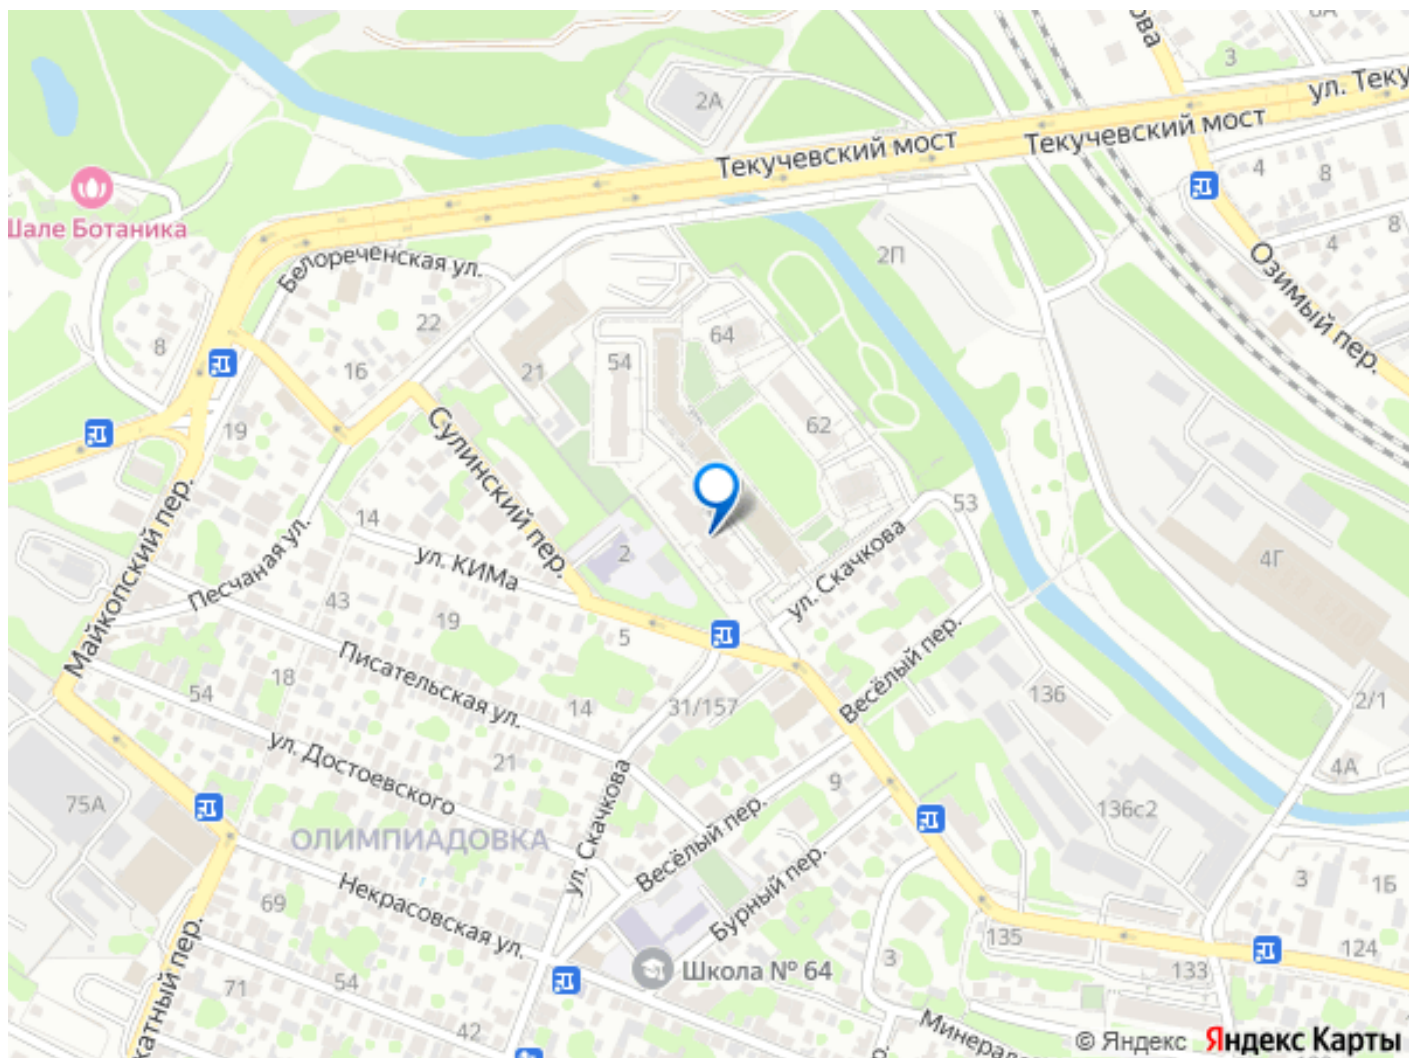 3
2А
ул. Теку
Текучевский мост
Текучевский мост
4
8
8
4
Шале Ботаника
2П
Озимый пер.
Белореченская ул.
22
64
8
16
54
21
62
19
Сулинский пер.
53
Майкопский пер.
14
2
ул. Скачкова
4Г
Песчаная ул.
ул. КИМа
43
19
5
Весёлый пер.
Писательская ул.
18
54
14
31/157
136
2/1
ул. Достоевского
21
9
4А
75А
136с2
ОЛИМПИАДОВКА
ул. Скачкова
Весёлый пер.
Бурный пер.
Некрасовская ул.
69
3
1Б
135
124
Школа № 64
3
133
71
54
42
© Яндекс Яндекс Карты